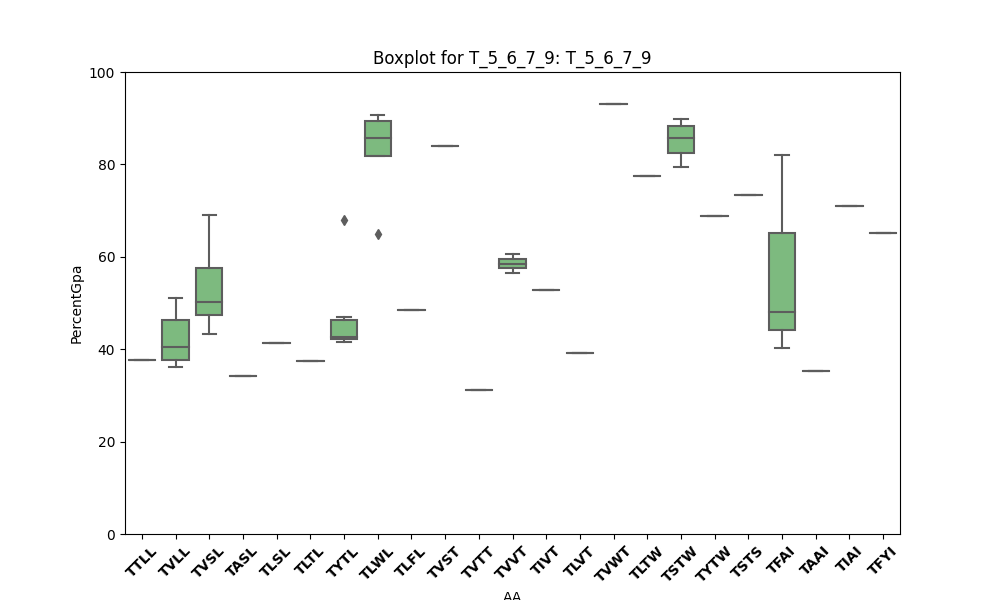 Boxplot for T_5_6_7_9: T_5_6_7_9
PercentGpa
100
80
60
40
20
0
TTLL TVLL TVSL TASL TLSL TLTL TYTL TLWL TLFL TVST TVTT TVVT TIVT TLVT TVWT TLTW TSTW TYTW TSTS TFAI TAAI TIAI TFYI
AA